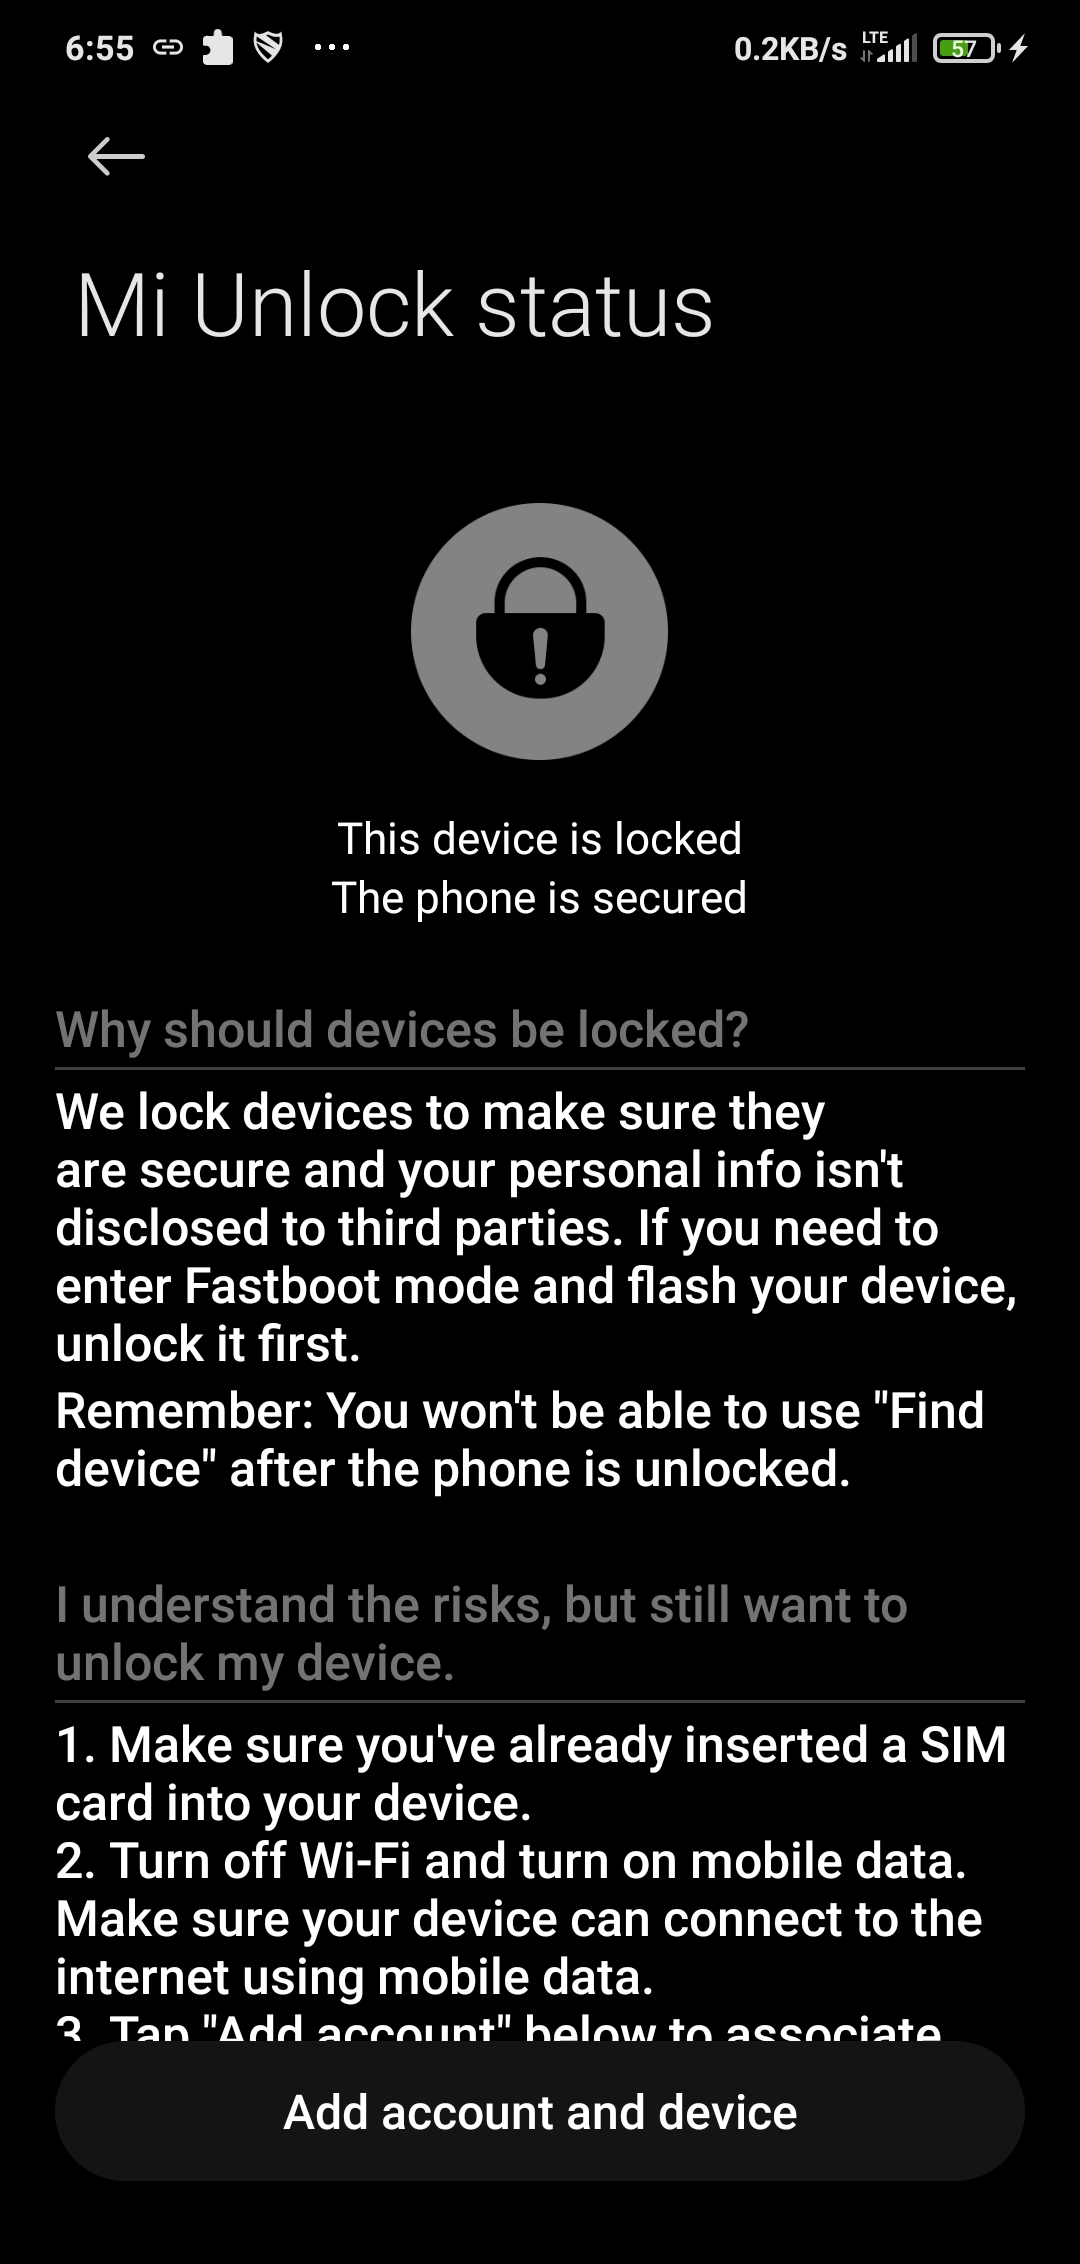 6:55 0.2KB/s LTE 57
Mi Unlock status
This device is locked
The phone is secured
Why should devices be locked?
We lock devices to make sure they
are secure and your personal info isn't
disclosed to third parties. If you need to
enter Fastboot mode and flash your device,
unlock it first.
Remember: You won't be able to use "Find
device" after the phone is unlocked.
I understand the risks, but still want to
unlock my device.
1. Make sure you've already inserted a SIM
card into your device.
2. Turn off Wi-Fi and turn on mobile data.
Make sure your device can connect to the
internet using mobile data.
3. Tap "Add account" below to associate
Add account and device